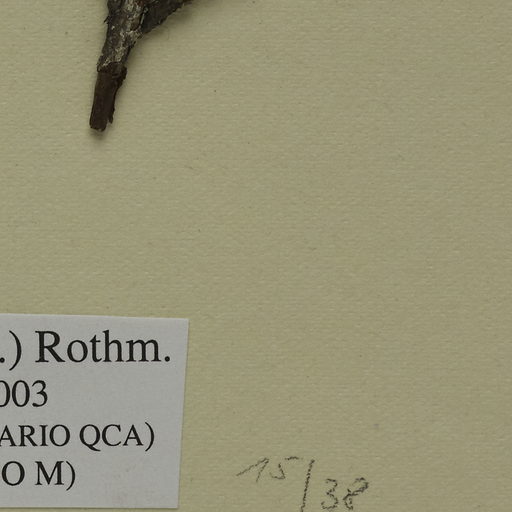 .) Rothm.
003
ARIO QCA)
O M)
15/38